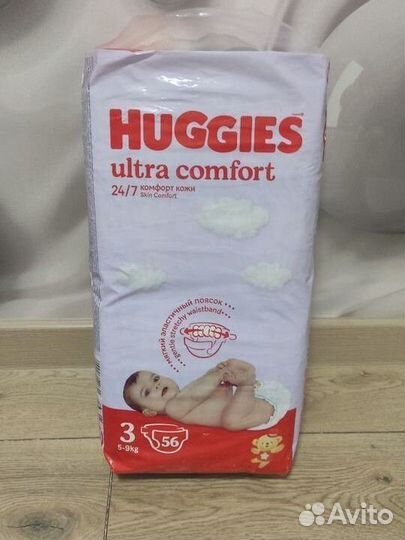 HUGGIES
ultra comfort
24/7 комфорт кожи
Skin Comfort
мягкий эластичный поясок
gentle stretchy waistband
3
5-9kg
56
Avito